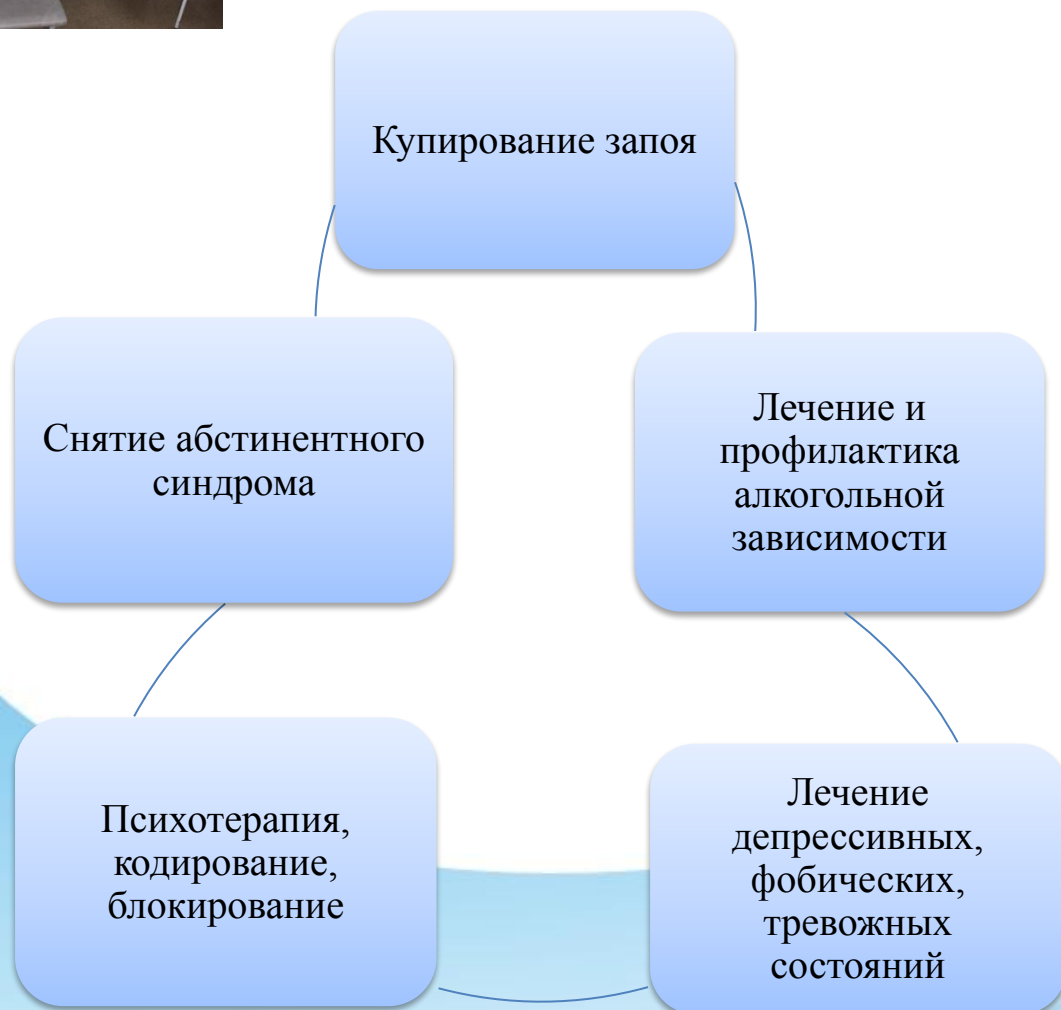 Купирование запоя
Снятие абстинентного
синдрома
Лечение и
профилактика
алкогольной
зависимости
Психотерапия,
кодирование,
блокирование
Лечение
депрессивных,
фобических,
тревожных
состояний